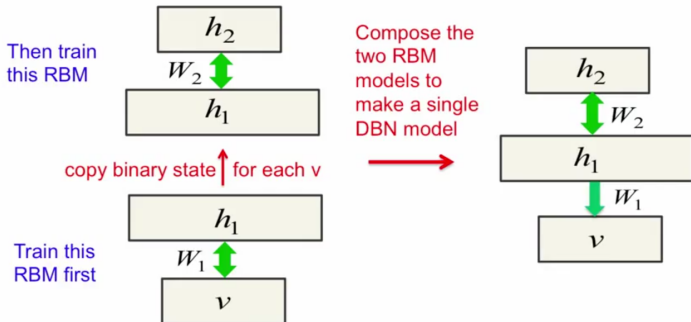 Then train
this RBM
h₂
W₂
h₁
copy binary state for each v
h₁
Train this
RBM first
W₁
v
Compose the
two RBM
models to
make a single
DBN model
h₂
W₂
h₁
W₁
v